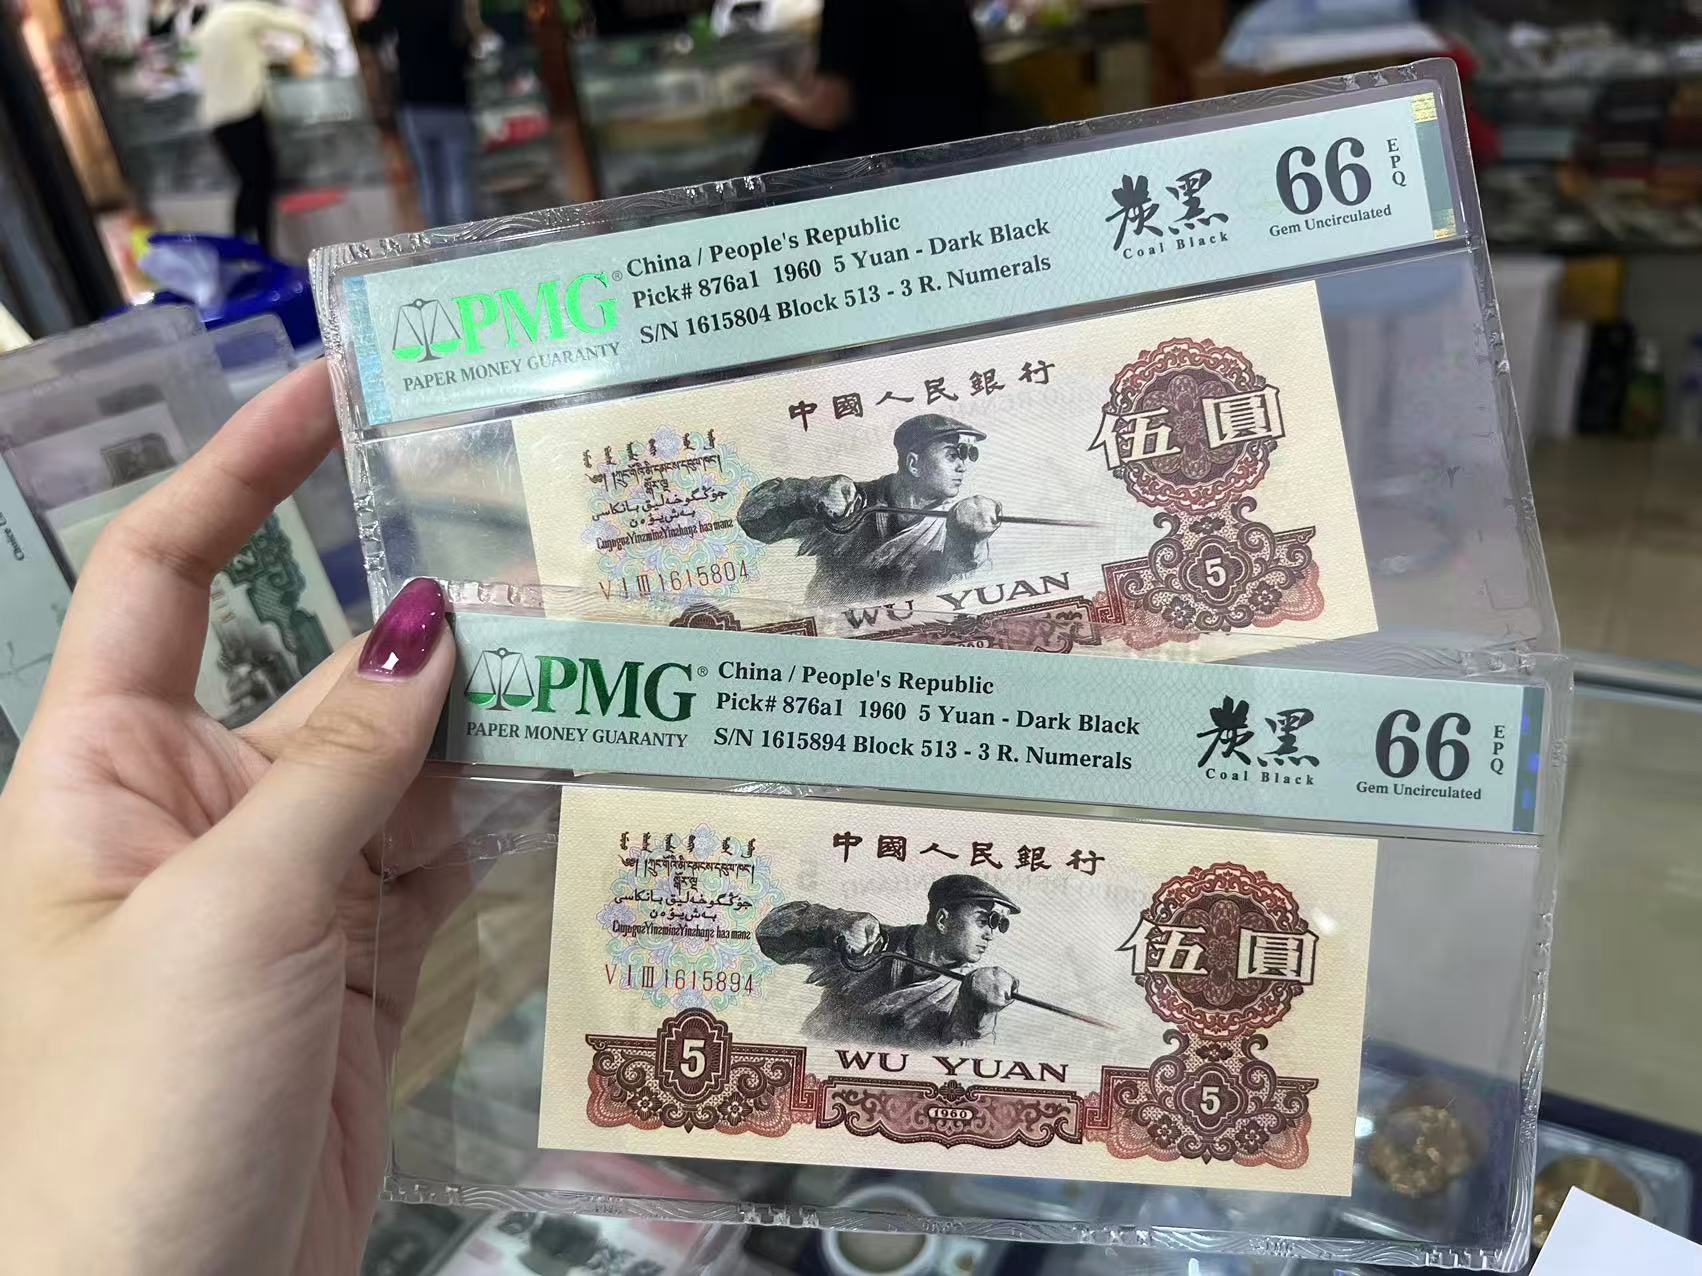 China / People's Republic
Pick# 876a1 1960 5 Yuan - Dark Black
S/N 1615804 Block 513 - 3 R. Numerals
PMG®
PAPER MONEY GUARANTY
炭黑
Coal Black
66
EPQ
Gem Uncirculated
中國人民銀行
伍圓
VIⅢ1615804
WU YUAN
5
China / People's Republic
Pick# 876a1 1960 5 Yuan - Dark Black
S/N 1615894 Block 513 - 3 R. Numerals
PMG®
PAPER MONEY GUARANTY
炭黑
Coal Black
66
EPQ
Gem Uncirculated
中國人民銀行
伍圓
VIⅢ1615894
5
WU YUAN
1960
5